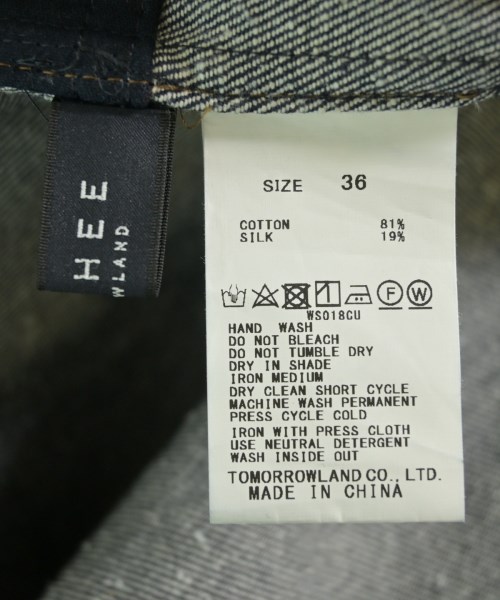 HEE
WLAND
SIZE 36
COTTON 81%
SILK 19%
F W
WS018CU
HAND WASH
DO NOT BLEACH
DO NOT TUMBLE DRY
DRY IN SHADE
IRON MEDIUM
DRY CLEAN SHORT CYCLE
MACHINE WASH PERMANENT
PRESS CYCLE COLD
IRON WITH PRESS CLOTH
USE NEUTRAL DETERGENT
WASH INSIDE OUT
TOMORROWLAND CO., LTD.
MADE IN CHINA